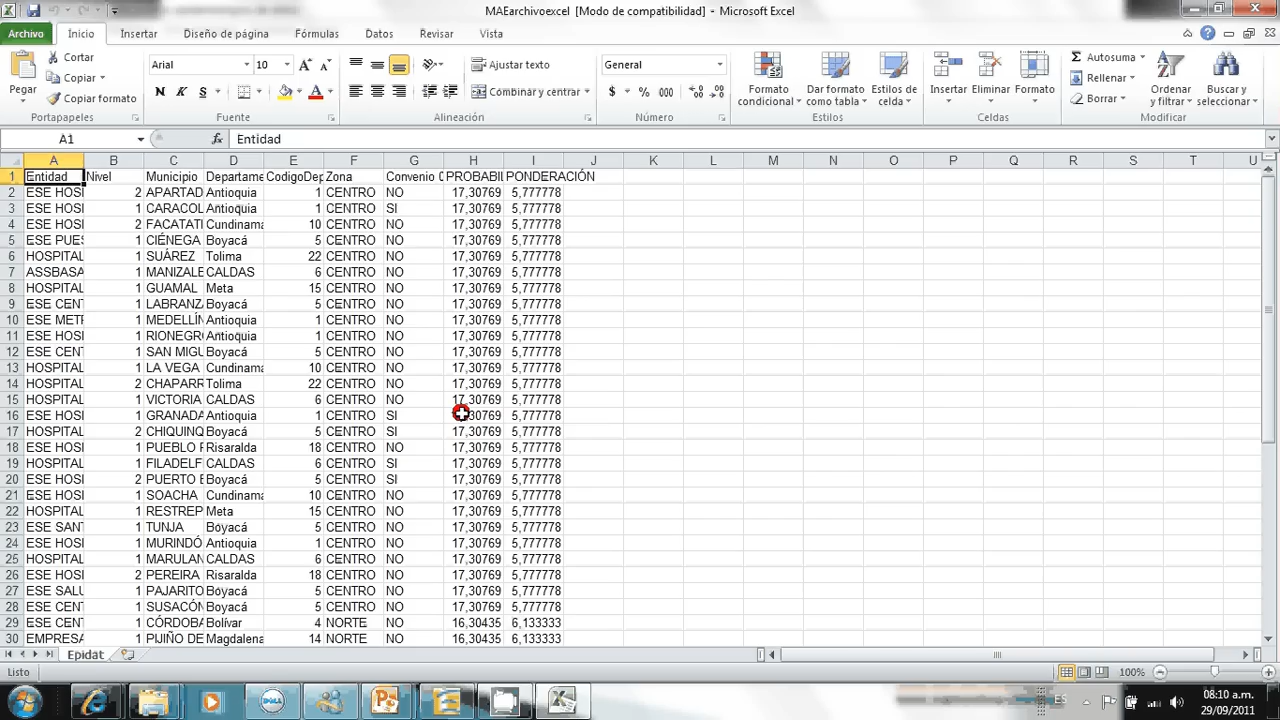 MAEarchivoexcel [Modo de compatibilidad] - Microsoft Excel
Archivo Inicio Insertar Diseño de página Fórmulas Datos Revisar Vista
Pegar Cortar Copiar Copiar formato
Portapapeles
Arial 10
N K S
Fuente
Ajustar texto
Combinar y centrar
Alineación
General
$ % 000
Número
Formato condicional Dar formato como tabla Estilos de celda
Estilos
Insertar Eliminar Formato
Celdas
Autosuma
Rellenar
Borrar
Ordenar y filtrar Buscar y seleccionar
Modificar
A1 fx Entidad
A B C D E F G H I J K L M N O P Q R S T U
1 Entidad Nivel Municipio Departame CodigoDep Zona Convenio C PROBABIL PONDERACIÓN
2 ESE HOSI 2 APARTAD Antioquia 1 CENTRO NO 17,30769 5,777778
3 ESE HOSI 1 CARACOL Antioquia 1 CENTRO SI 17,30769 5,777778
4 ESE HOSI 2 FACATATI Cundinama 10 CENTRO NO 17,30769 5,777778
5 ESE PUES 1 CIÉNEGA Boyacá 5 CENTRO NO 17,30769 5,777778
6 HOSPITAL 1 SUÁREZ Tolima 22 CENTRO NO 17,30769 5,777778
7 ASSBASA 1 MANIZALE CALDAS 6 CENTRO NO 17,30769 5,777778
8 HOSPITAL 1 GUAMAL Meta 15 CENTRO NO 17,30769 5,777778
9 ESE CENT 1 LABRANZA Boyacá 5 CENTRO NO 17,30769 5,777778
10 ESE METR 1 MEDELLÍN Antioquia 1 CENTRO NO 17,30769 5,777778
11 ESE HOSI 1 RIONEGRO Antioquia 1 CENTRO NO 17,30769 5,777778
12 ESE CENT 1 SAN MIGU Boyacá 5 CENTRO NO 17,30769 5,777778
13 HOSPITAL 1 LA VEGA Cundinama 10 CENTRO NO 17,30769 5,777778
14 HOSPITAL 2 CHAPARR Tolima 22 CENTRO NO 17,30769 5,777778
15 HOSPITAL 1 VICTORIA CALDAS 6 CENTRO NO 17,30769 5,777778
16 ESE HOSI 1 GRANADA Antioquia 1 CENTRO SI 17,30769 5,777778
17 HOSPITAL 2 CHIQUINQ Boyacá 5 CENTRO SI 17,30769 5,777778
18 ESE HOSI 1 PUEBLO R Risaralda 18 CENTRO NO 17,30769 5,777778
19 HOSPITAL 1 FILADELF CALDAS 6 CENTRO SI 17,30769 5,777778
20 ESE HOSI 2 PUERTO B Boyacá 5 CENTRO SI 17,30769 5,777778
21 ESE HOSI 1 SOACHA Cundinama 10 CENTRO NO 17,30769 5,777778
22 HOSPITAL 1 RESTREP Meta 15 CENTRO NO 17,30769 5,777778
23 ESE SANT 1 TUNJA Boyacá 5 CENTRO NO 17,30769 5,777778
24 ESE HOSI 1 MURINDÓ Antioquia 1 CENTRO NO 17,30769 5,777778
25 HOSPITAL 1 MARULAN CALDAS 6 CENTRO NO 17,30769 5,777778
26 ESE HOSI 2 PEREIRA Risaralda 18 CENTRO NO 17,30769 5,777778
27 ESE SALU 1 PAJARITO Boyacá 5 CENTRO NO 17,30769 5,777778
28 ESE CENT 1 SUSACÓN Boyacá 5 CENTRO NO 17,30769 5,777778
29 ESE CENT 1 CÓRDOBA Bolívar 4 NORTE NO 16,30435 6,133333
30 EMPRESA 1 PIJIÑO DE Magdalena 14 NORTE NO 16,30435 6,133333
Epidat
Listo 100%
ES 08:10 a.m.
29/09/2011